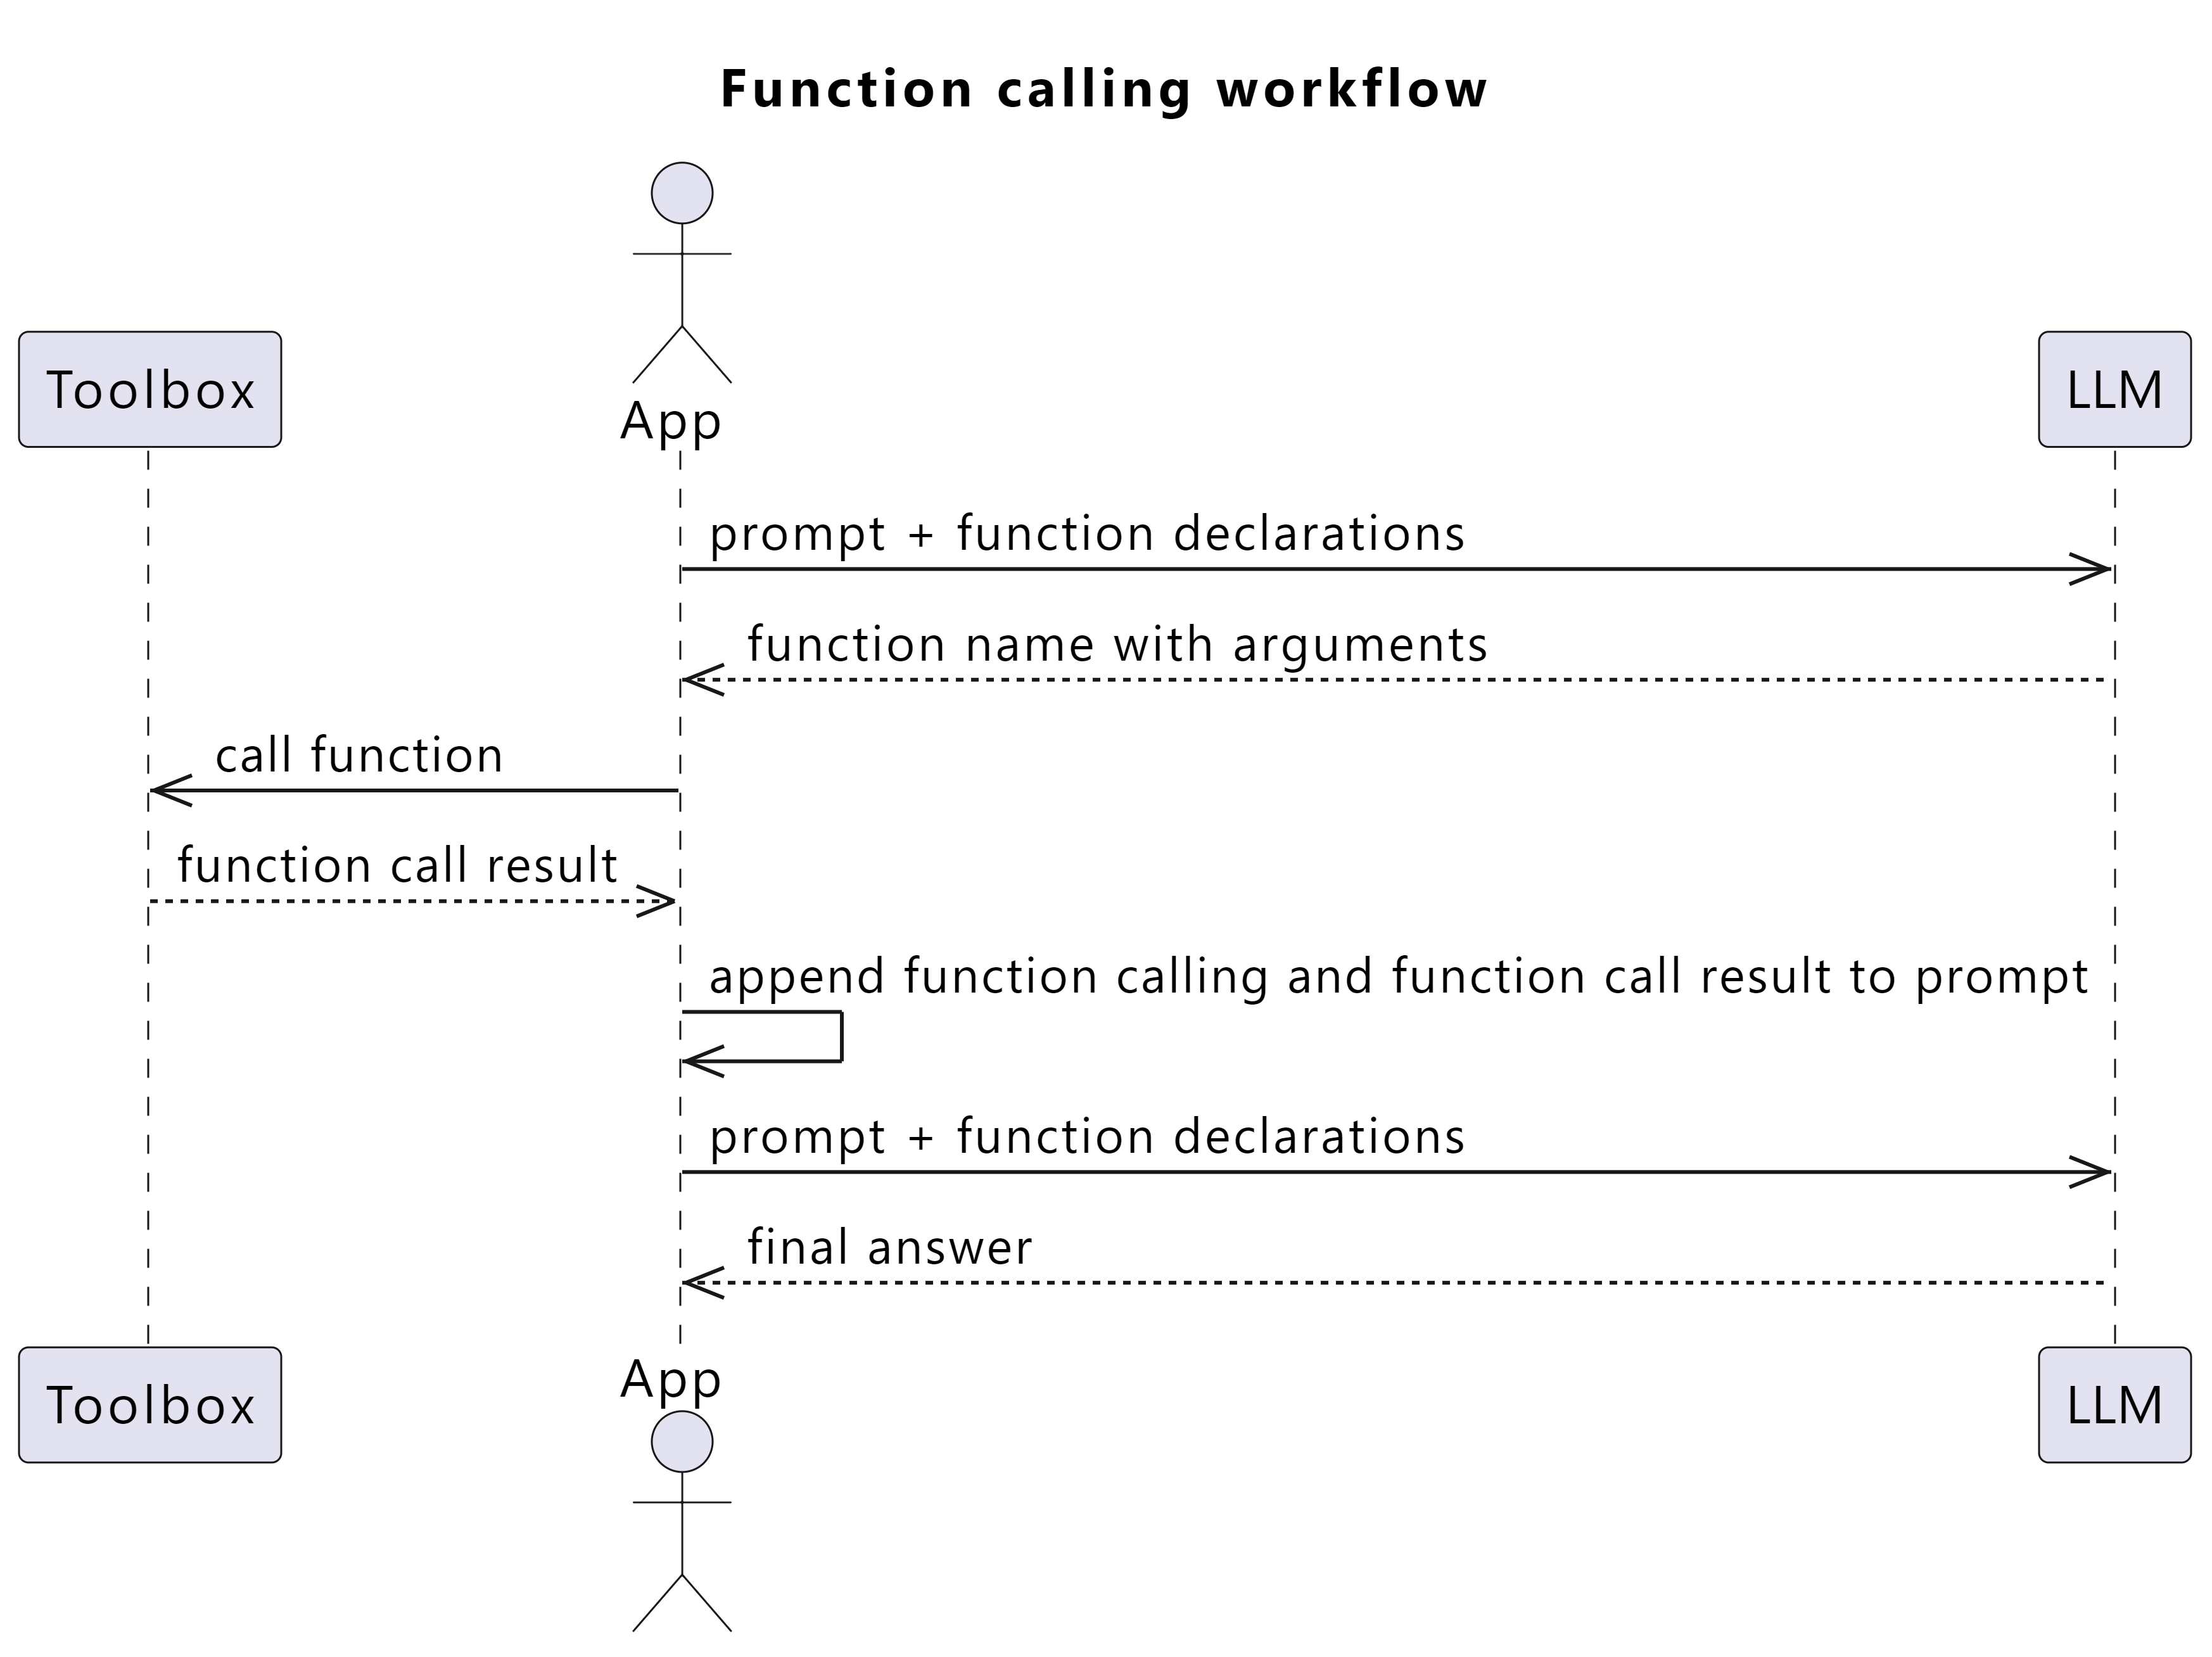 Function calling workflow
Toolbox
App
LLM
prompt + function declarations
function name with arguments
call function
function call result
append function calling and function call result to prompt
prompt + function declarations
final answer
Toolbox
App
LLM